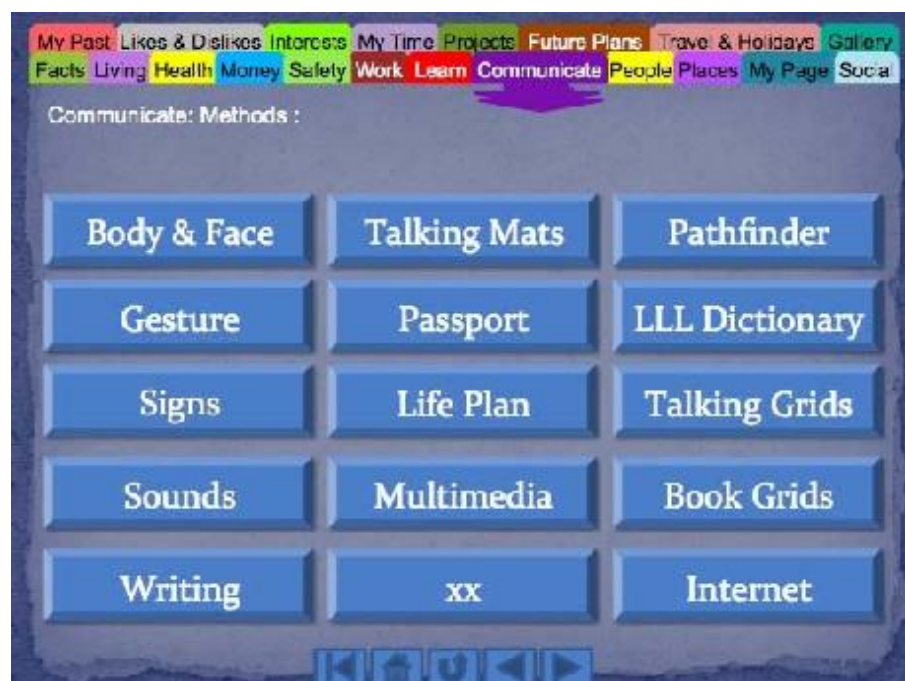 My Past Likes & Dislikes Interests My Time Projects Future Plans Travel & Holidays Gallery
Facts Living Health Money Safety Work Learn Communicate People Places My Page Social
Communicate: Methods :
Body & Face Talking Mats Pathfinder
Gesture Passport LLL Dictionary
Signs Life Plan Talking Grids
Sounds Multimedia Book Grids
Writing xx Internet